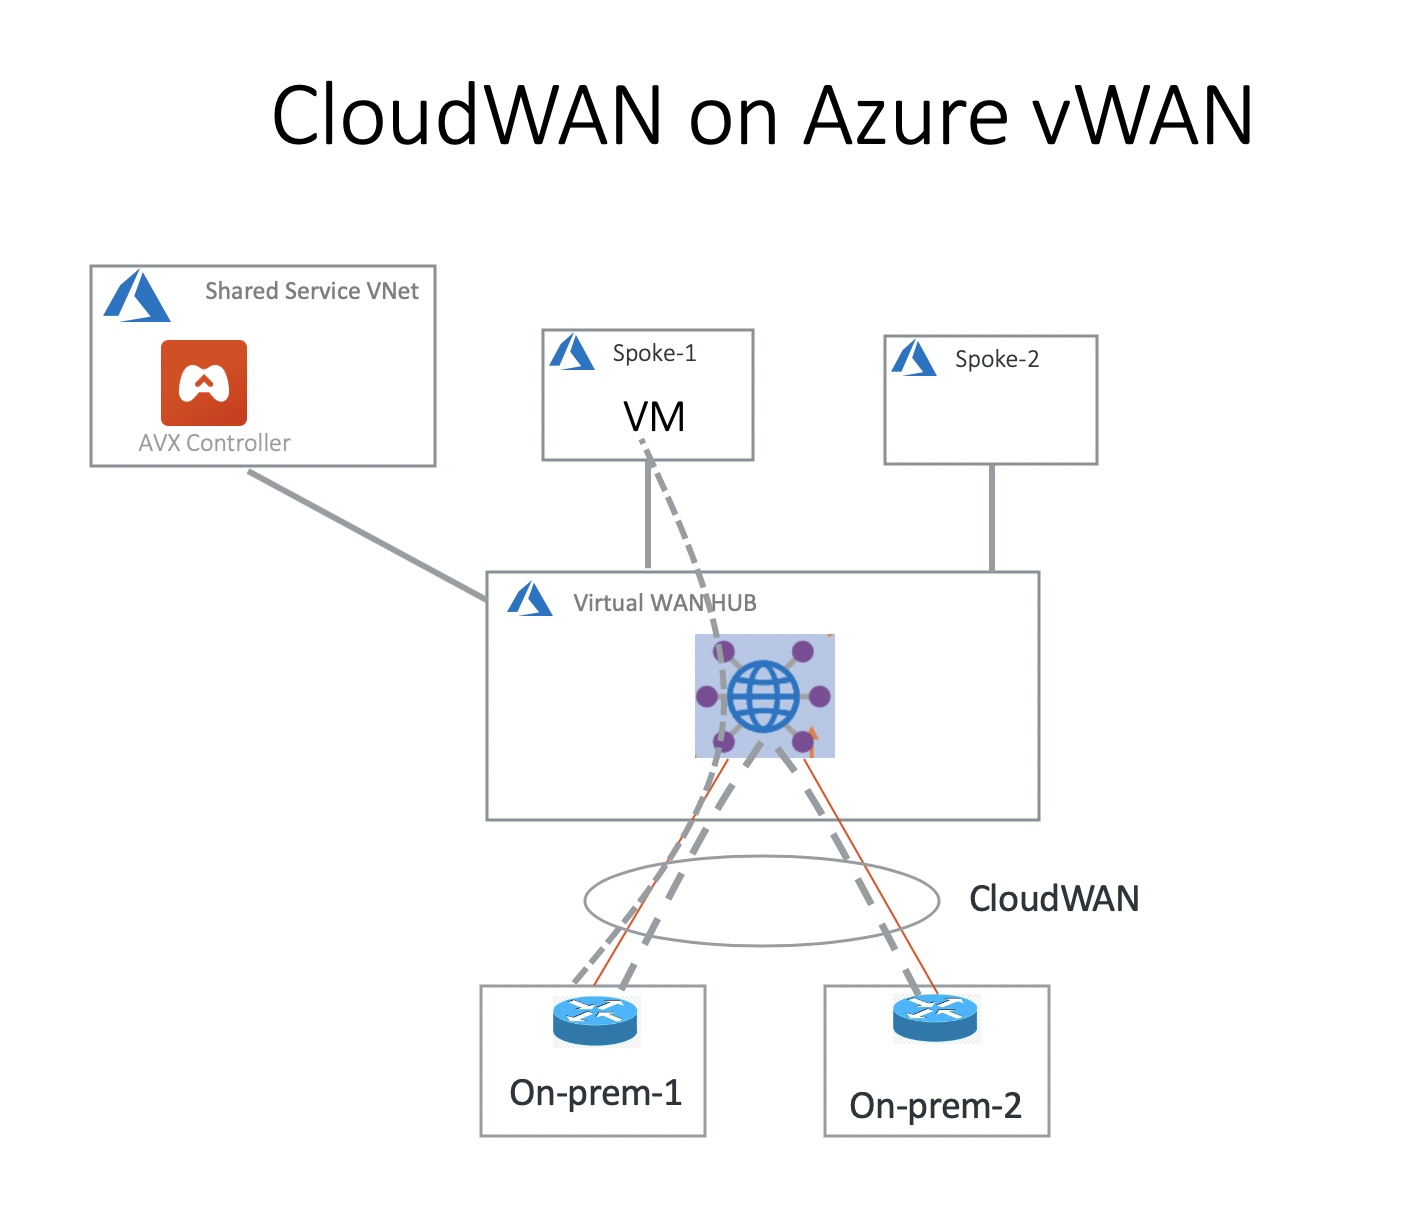 CloudWAN on Azure vWAN
Shared Service VNet
AVX Controller
Spoke-1
VM
Spoke-2
Virtual WAN HUB
CloudWAN
On-prem-1
On-prem-2